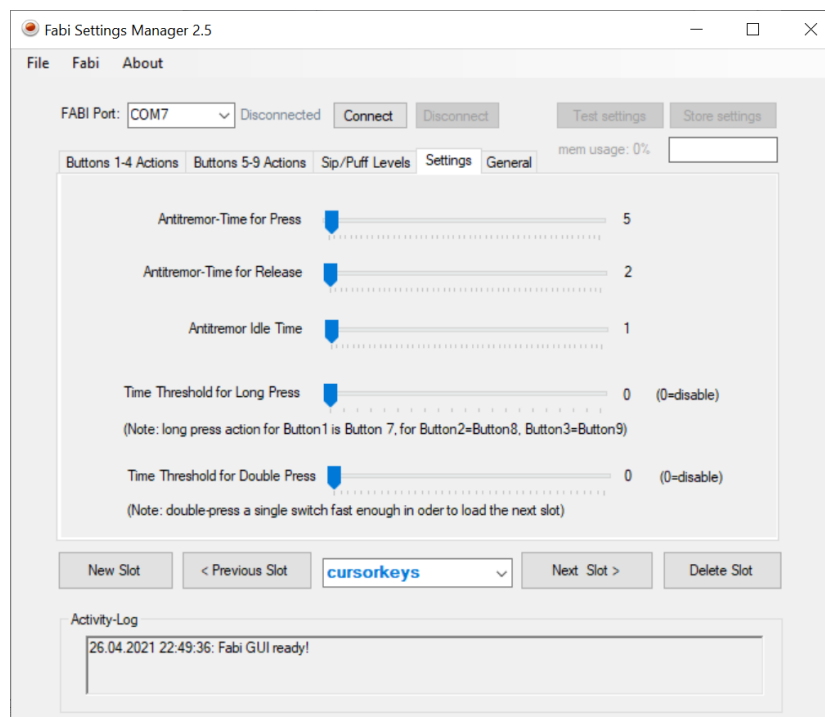 Fabi Settings Manager 2.5
File Fabi About
FABI Port: COM7 Disconnected Connect Disconnect Test settings Store settings
mem usage: 0%
Buttons 1-4 Actions Buttons 5-9 Actions Sip/Puff Levels Settings General
Antitremor-Time for Press 5
Antitremor-Time for Release 2
Antitremor Idle Time 1
Time Threshold for Long Press 0 (0=disable)
(Note: long press action for Button1 is Button 7, for Button2=Button8, Button3=Button9)
Time Threshold for Double Press 0 (0=disable)
(Note: double-press a single switch fast enough in oder to load the next slot)
New Slot < Previous Slot cursorkeys Next Slot > Delete Slot
Activity-Log
26.04.2021 22:49:36: Fabi GUI ready!